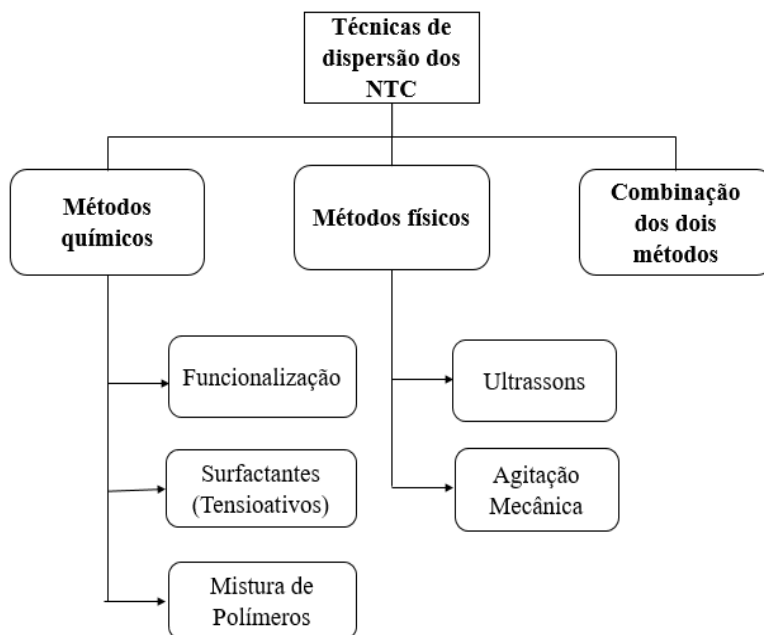 Técnicas de
dispersão dos
NTC
Métodos
químicos
Métodos físicos
Combinação
dos dois
métodos
Funcionalização
Surfactantes
(Tensioativos)
Mistura de
Polímeros
Ultrassons
Agitação
Mecânica